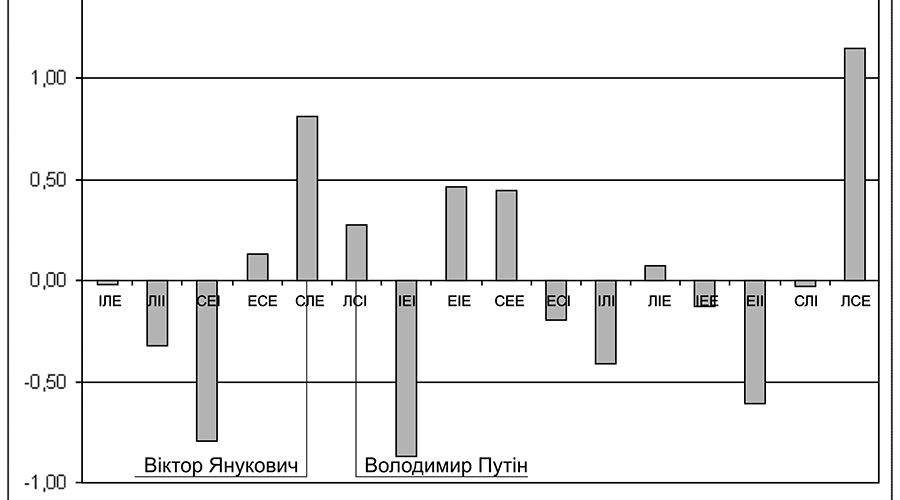 1,00
0,50
0,00
ІЛЕ ЛІІ СЕІ ЕСЕ СЛЕ ЛСІ ІЕІ ЕІЕ СЕЕ ЕСІ ІЛІ ЛІЕ ІЕЕ ЕІІ СЛІ ЛСЕ
-0,50
Віктор Янукович Володимир Путін
-1,00